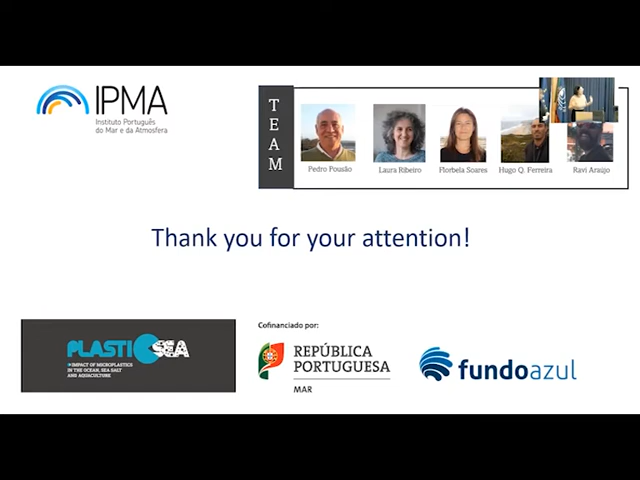 IPMA
Instituto Português
do Mar e da Atmosfera
TEAM
Pedro Pousão
Laura Ribeiro
Florbela Soares
Hugo Q. Ferreira
Ravi Araújo
Thank you for your attention!
PLASTICSEA
IMPACT OF MICROPLASTICS
IN THE OCEAN, SEA SALT
AND AQUACULTURE
Cofinanciado por:
REPÚBLICA
PORTUGUESA
MAR
fundoazul